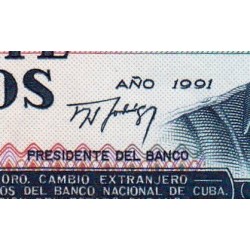 OS
AÑO 1991
PRESIDENTE DEL BANCO
ORO, CAMBIO EXTRANJERO
OS DEL BANCO NACIONAL DE CUBA,